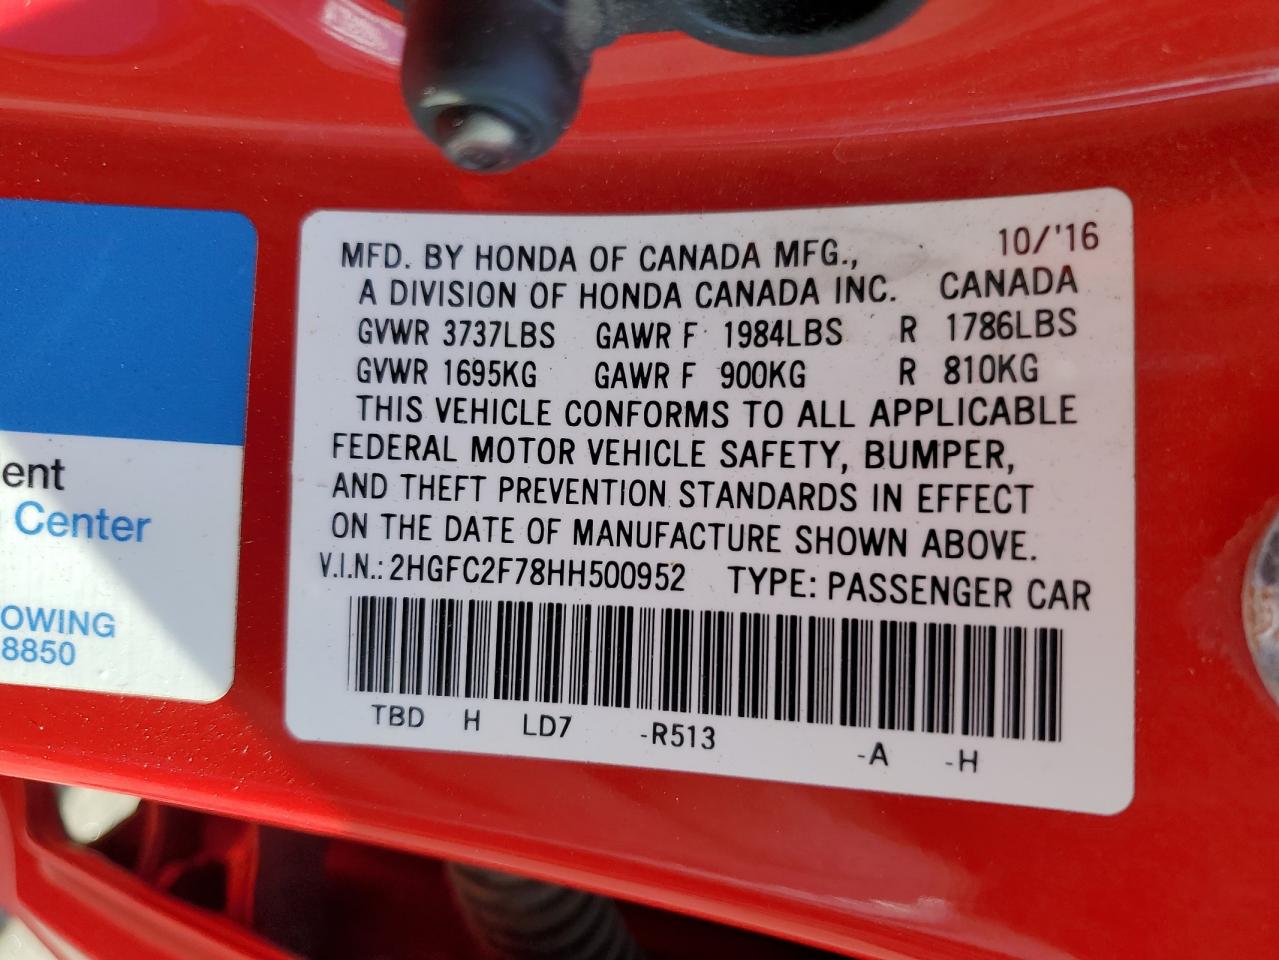 10/'16
MFD. BY HONDA OF CANADA MFG.,
A DIVISION OF HONDA CANADA INC. CANADA
GVWR 3737LBS GAWR F 1984LBS R 1786LBS
GVWR 1695KG GAWR F 900KG R 810KG
THIS VEHICLE CONFORMS TO ALL APPLICABLE
FEDERAL MOTOR VEHICLE SAFETY, BUMPER,
AND THEFT PREVENTION STANDARDS IN EFFECT
ON THE DATE OF MANUFACTURE SHOWN ABOVE.
V.I.N.: 2HGFC2F78HH500952 TYPE: PASSENGER CAR
TBD H LD7 -R513 -A -H
ent
Center
OWING
8850